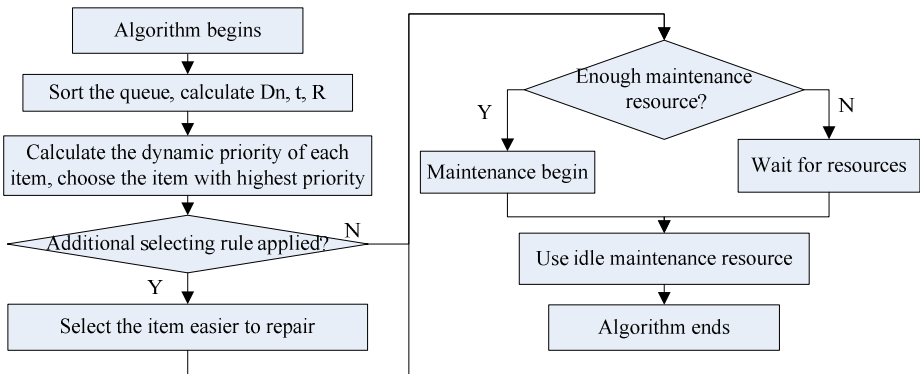 Algorithm begins
Sort the queue, calculate Dn, t, R
Calculate the dynamic priority of each
item, choose the item with highest priority
Additional selecting rule applied?
N
Y
Select the item easier to repair
Enough maintenance
resource?
Y
N
Maintenance begin
Wait for resources
Use idle maintenance resource
Algorithm ends